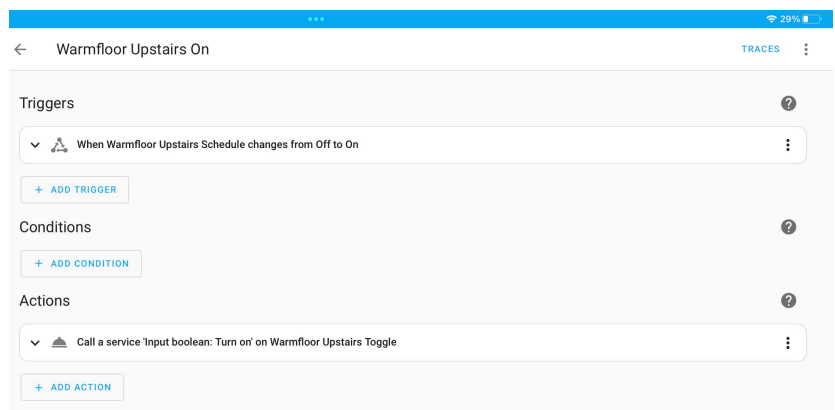 29%
Warmfloor Upstairs On
TRACES
Triggers
When Warmfloor Upstairs Schedule changes from Off to On
+ ADD TRIGGER
Conditions
+ ADD CONDITION
Actions
Call a service 'Input boolean: Turn on' on Warmfloor Upstairs Toggle
+ ADD ACTION